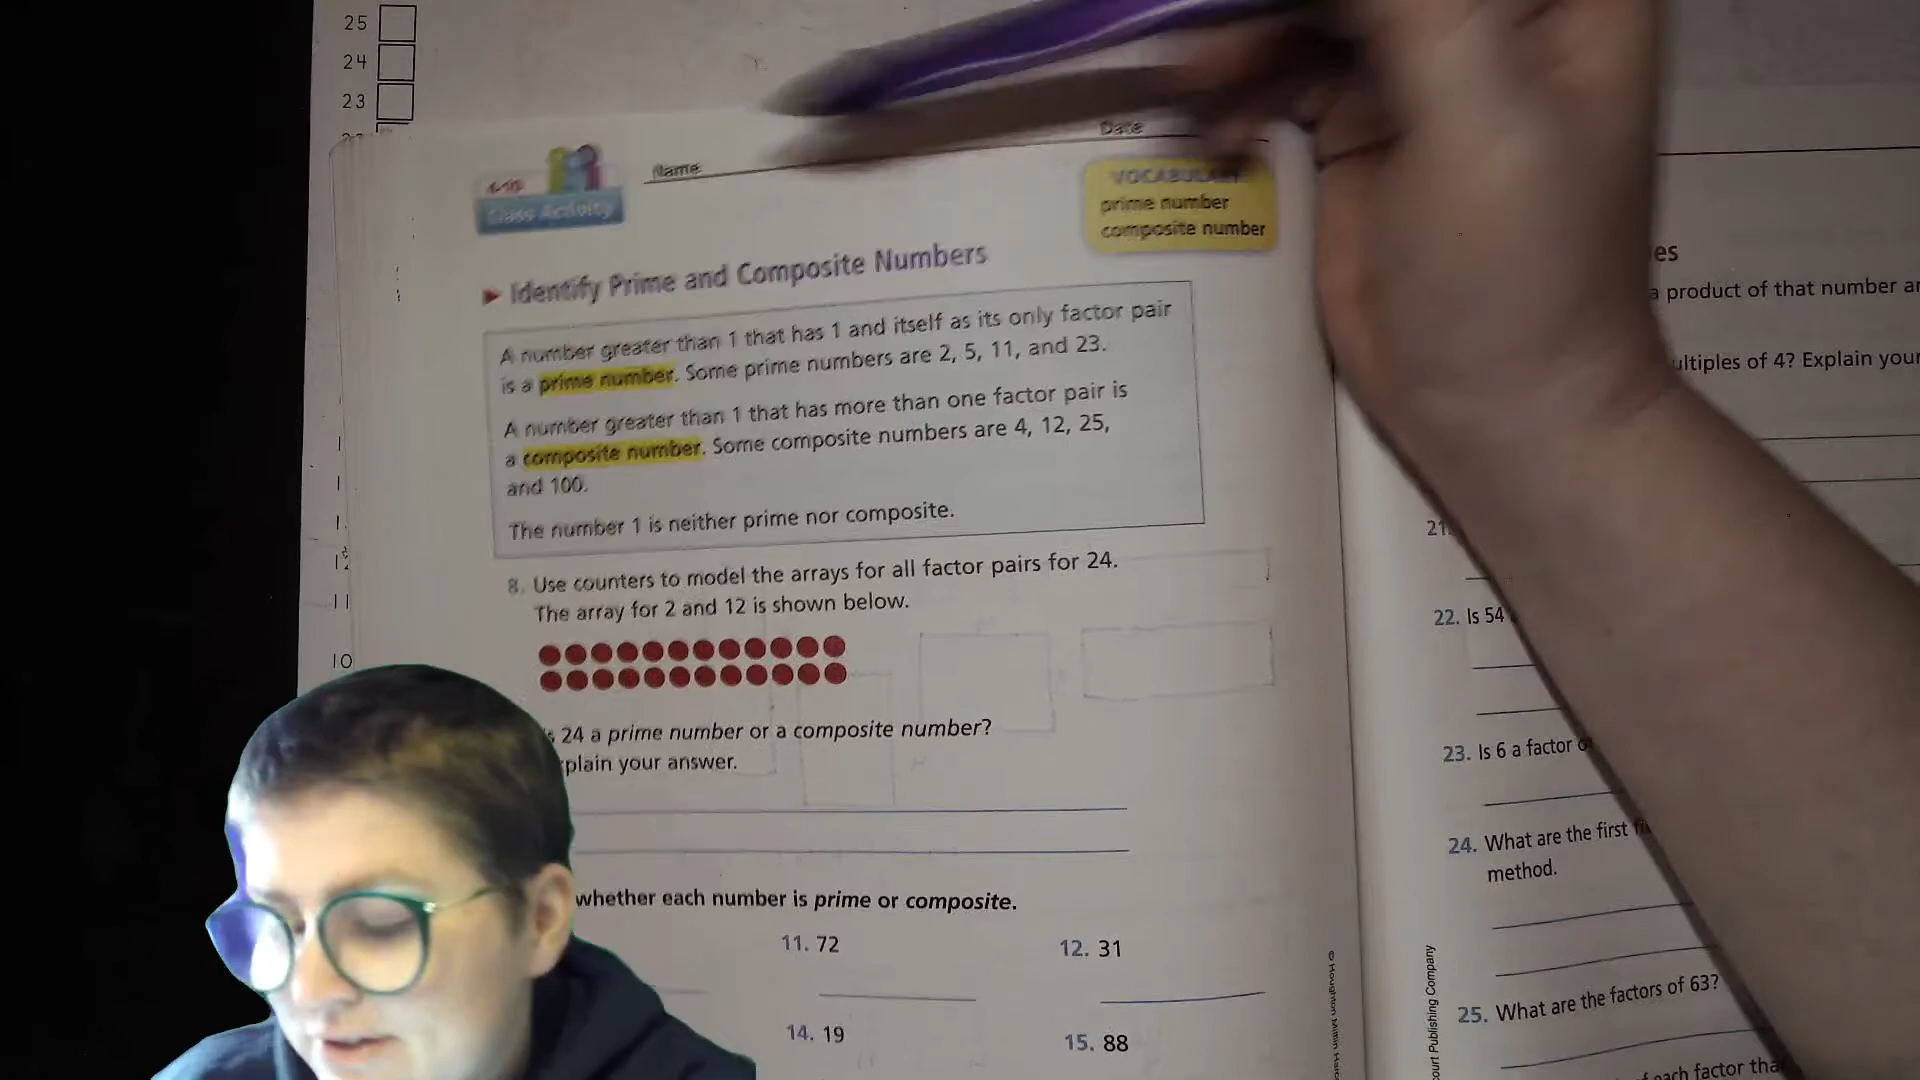 25
24
23
Name
Date
Class Activity
VOCABULARY
prime number
composite number
Identify Prime and Composite Numbers
A number greater than 1 that has 1 and itself as its only factor pair
is a prime number. Some prime numbers are 2, 5, 11, and 23.
A number greater than 1 that has more than one factor pair is
a composite number. Some composite numbers are 4, 12, 25,
and 100.
The number 1 is neither prime nor composite.
8. Use counters to model the arrays for all factor pairs for 24.
The array for 2 and 12 is shown below.
24 a prime number or a composite number?
plain your answer.
whether each number is prime or composite.
11. 72
12. 31
14. 19
15. 88
11
10
es
a product of that number
ultiples of 4? Explain your
21.
22. Is 54
23. Is 6 a factor
24. What are the first
method.
25. What are the factors of 63?
each factor
© Houghton Mifflin
court Publishing Company